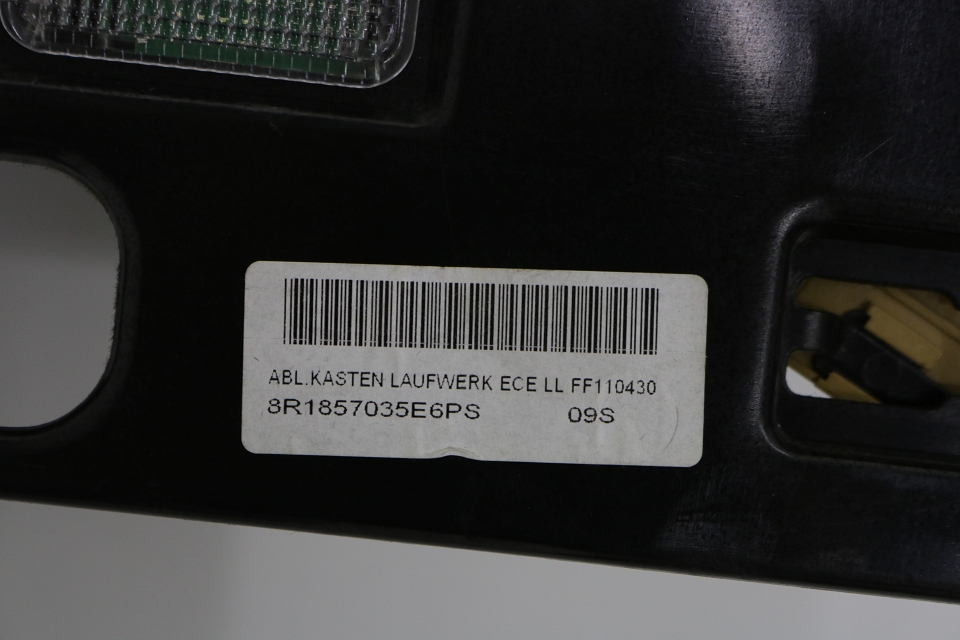 ABL.KASTEN LAUFWERK ECE LL FF110430
8R1857035E6PS 09S